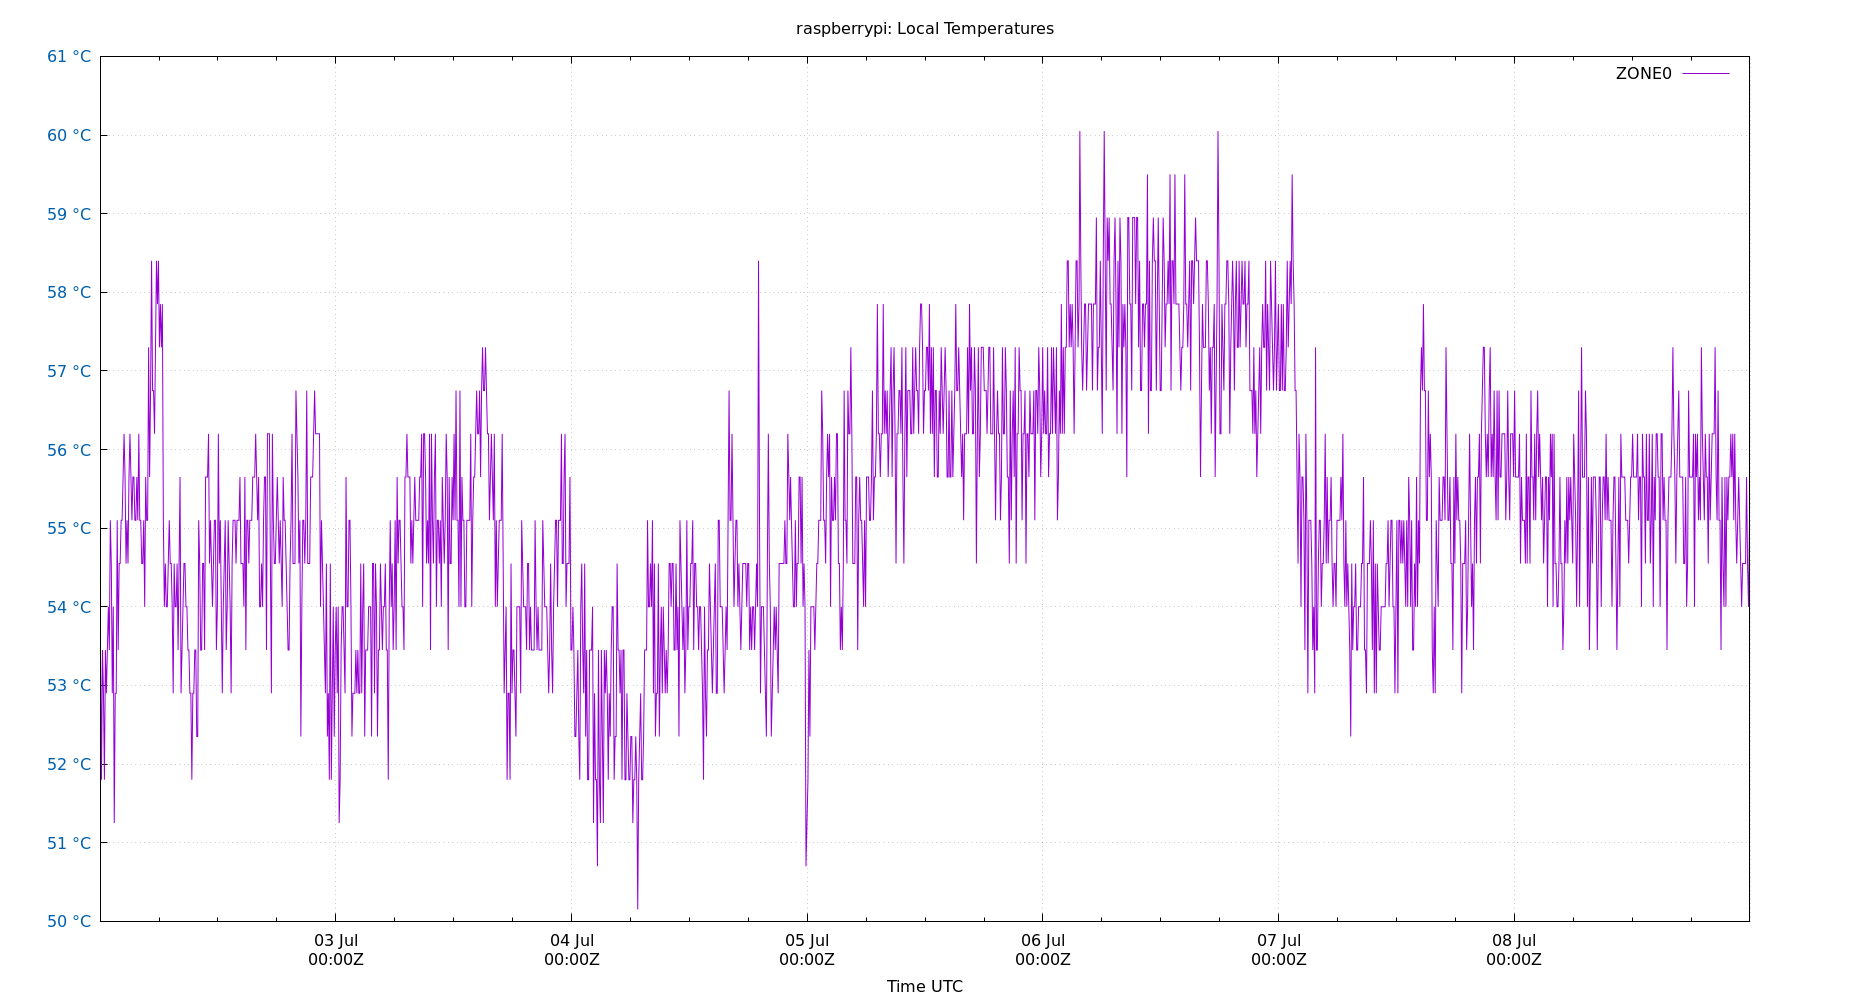 raspberrypi: Local Temperatures
61 °C
ZONE0
60 °C
59 °C
58 °C
57 °C
56 °C
55 °C
54 °C
53 °C
52 °C
51 °C
50 °C
03 Jul 04 Jul 05 Jul 06 Jul 07 Jul 08 Jul
00:00Z 00:00Z 00:00Z 00:00Z 00:00Z 00:00Z
Time UTC